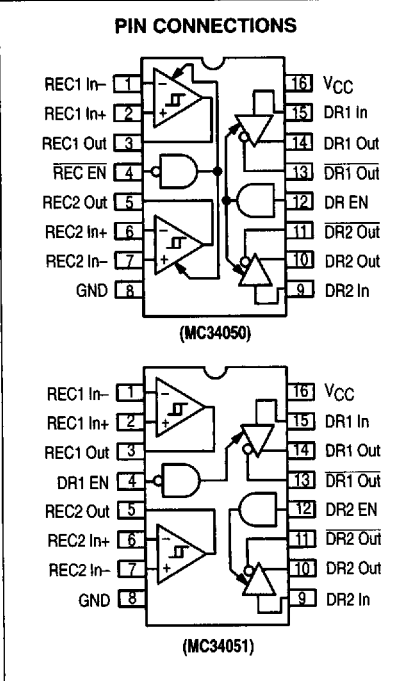 PIN CONNECTIONS
REC1 In– 1 16 VCC
REC1 In+ 2 15 DR1 In
REC1 Out 3 14 DR1 Out
REC EN 4 13 DR1 Out
REC2 Out 5 12 DR EN
REC2 In+ 6 11 DR2 Out
REC2 In– 7 10 DR2 Out
GND 8 9 DR2 In
(MC34050)
REC1 In– 1 16 VCC
REC1 In+ 2 15 DR1 In
REC1 Out 3 14 DR1 Out
DR1 EN 4 13 DR1 Out
REC2 Out 5 12 DR2 EN
REC2 In+ 6 11 DR2 Out
REC2 In– 7 10 DR2 Out
GND 8 9 DR2 In
(MC34051)